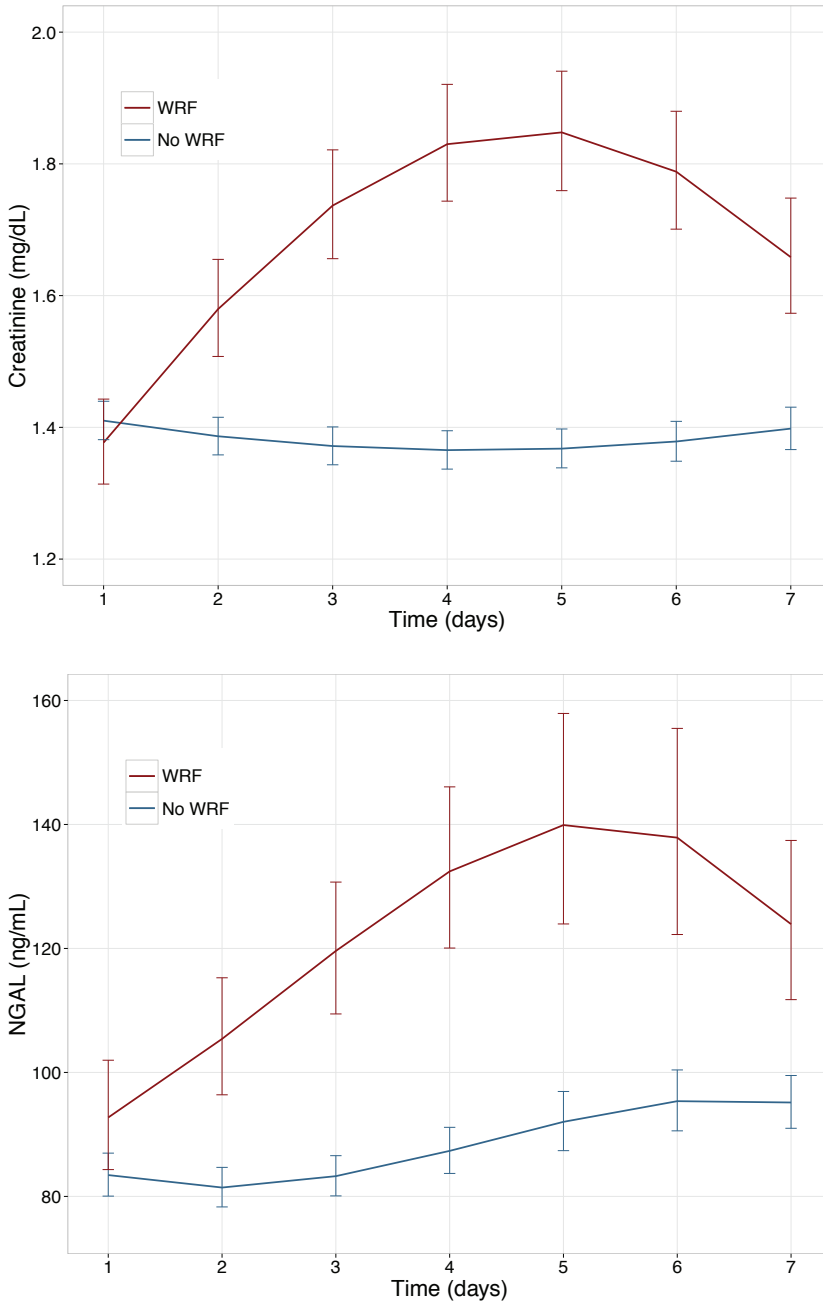 2.0
WRF
No WRF
1.8
1.6
1.4
1.2
Creatinine (mg/dL)
1 2 3 4 5 6 7
Time (days)
160
WRF
No WRF
140
120
100
80
NGAL (ng/mL)
1 2 3 4 5 6 7
Time (days)